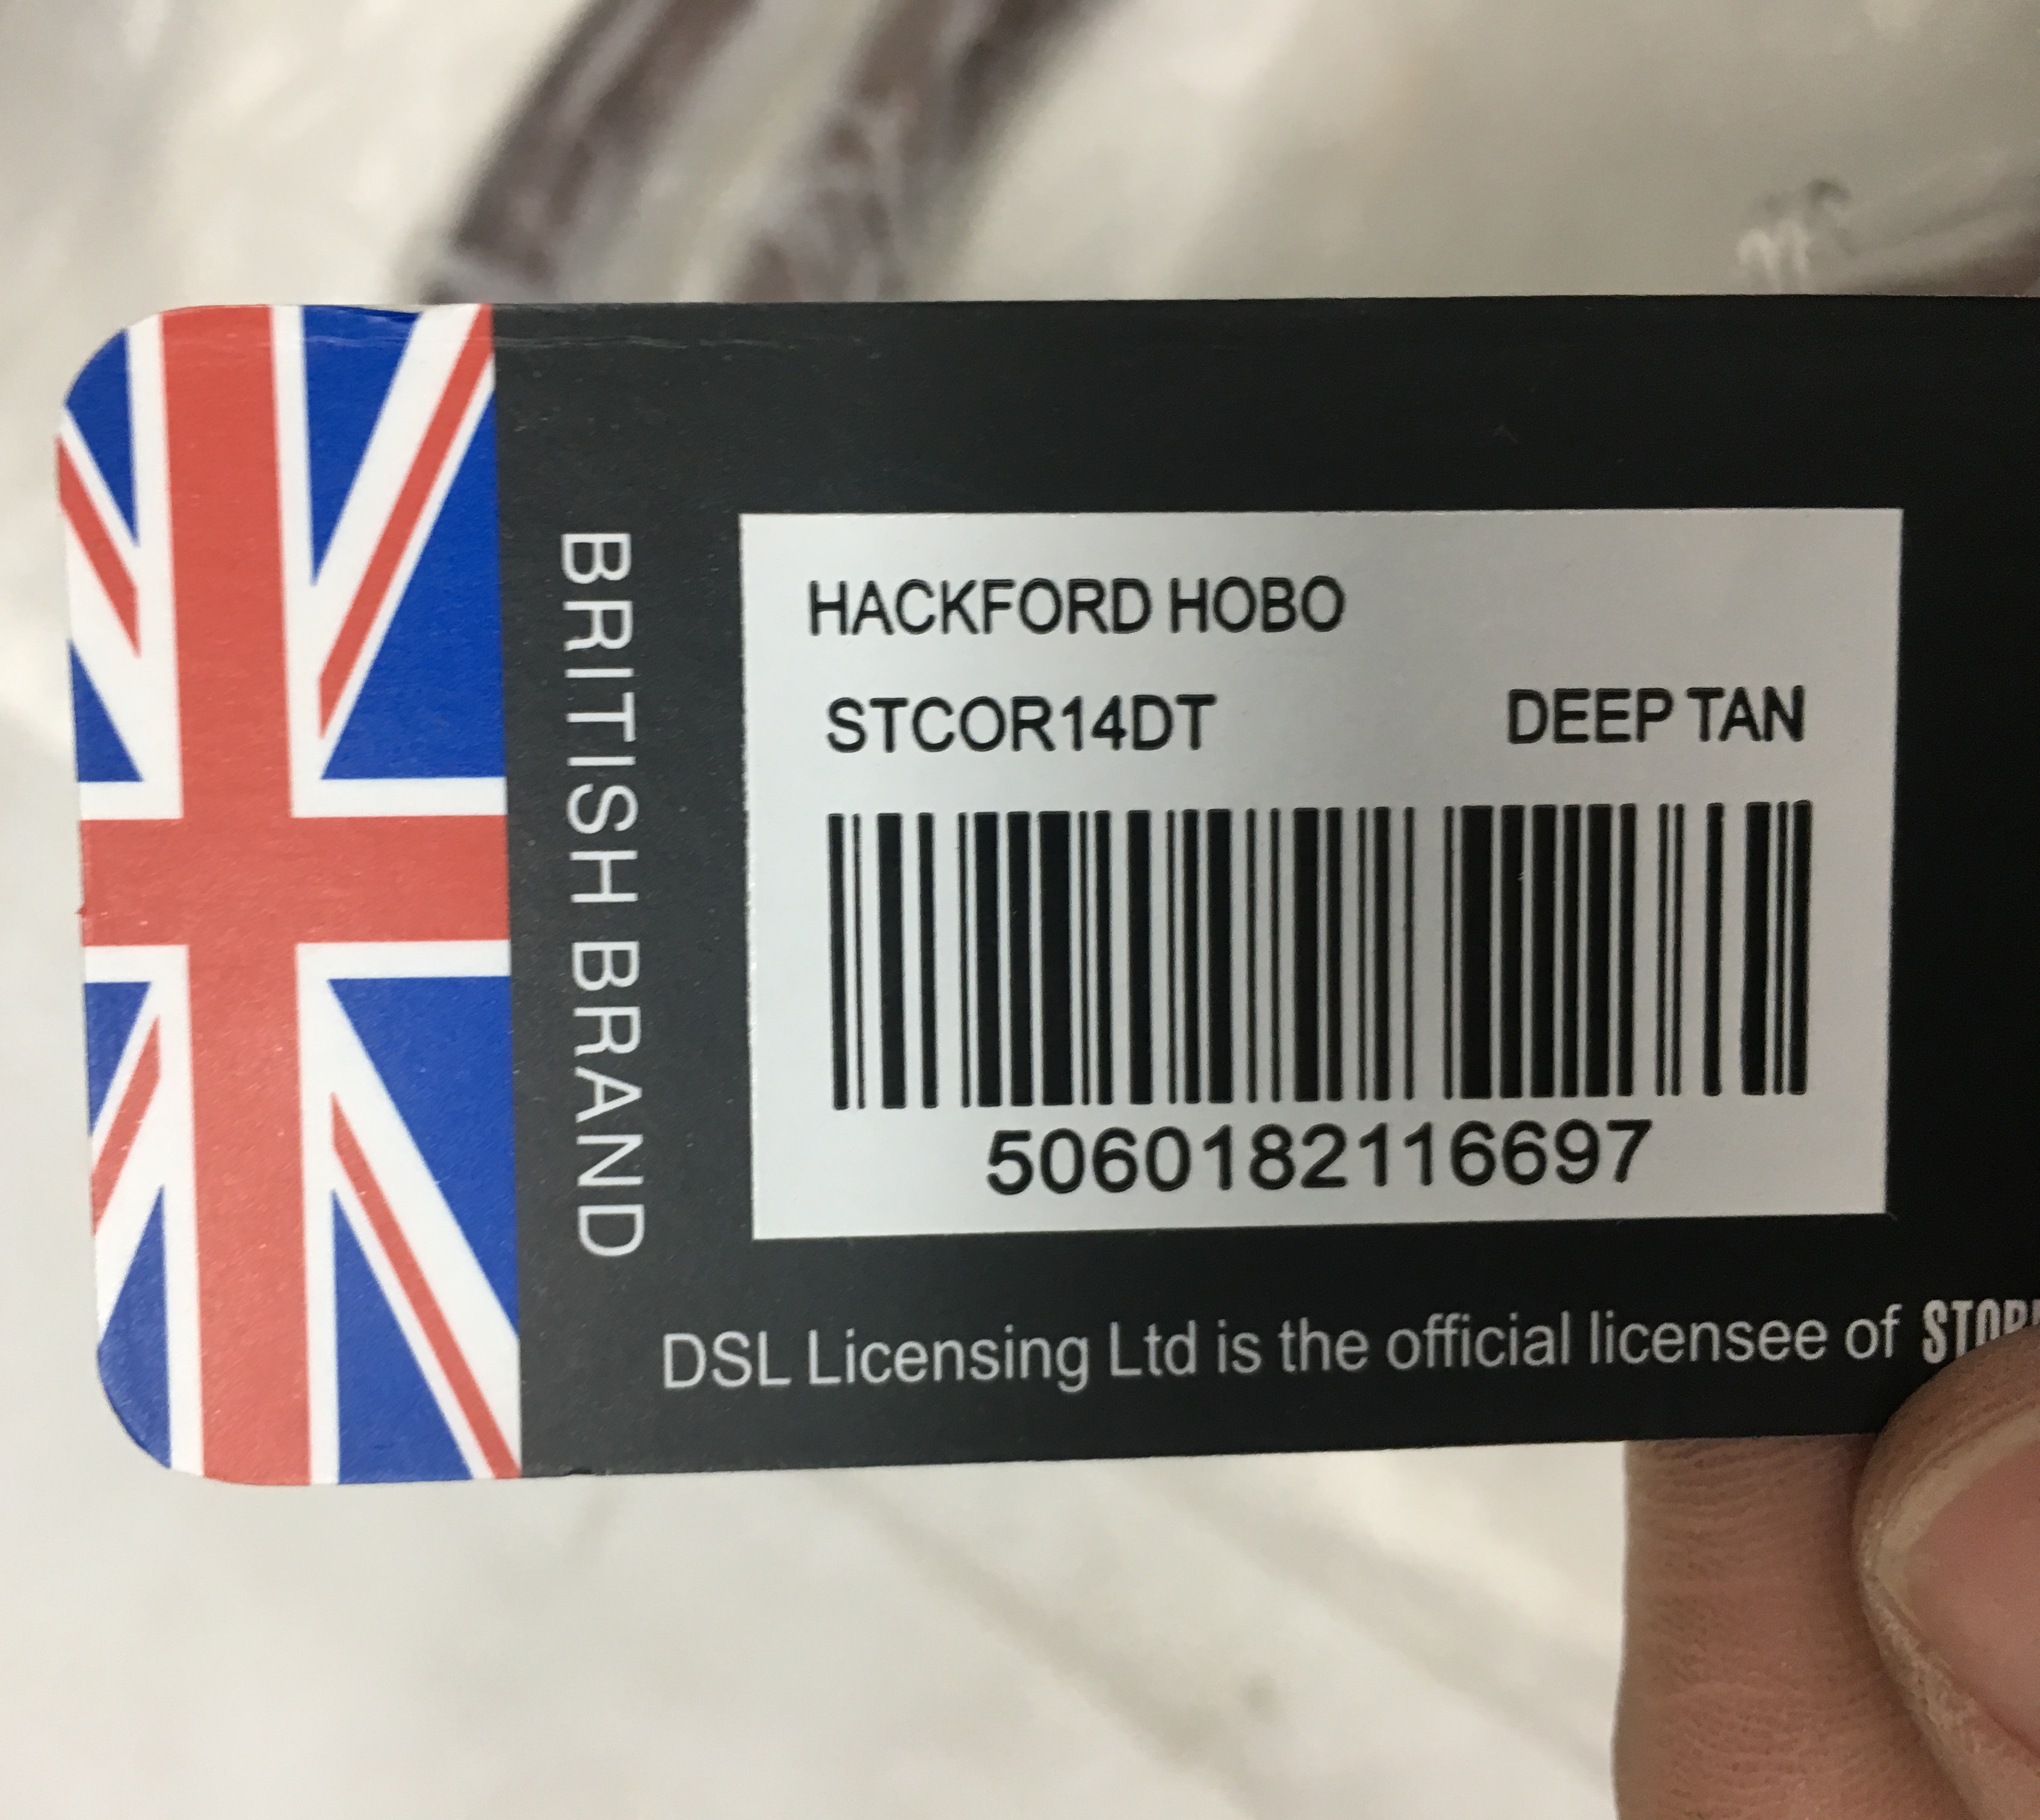 BRITISH BRAND
HACKFORD HOBO
STCOR14DT DEEP TAN
5060182116697
DSL Licensing Ltd is the official licensee of